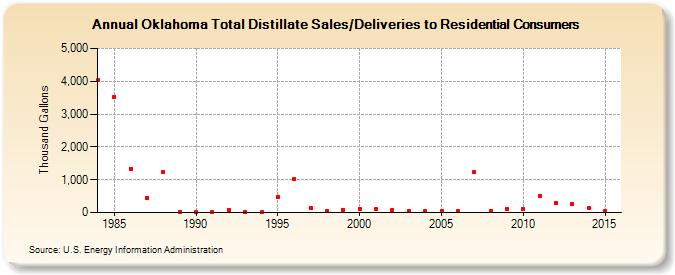 Annual Oklahoma Total Distillate Sales/Deliveries to Residential Consumers
Thousand Gallons
5,000
4,000
3,000
2,000
1,000
0
1985 1990 1995 2000 2005 2010 2015
Source: U.S. Energy Information Administration